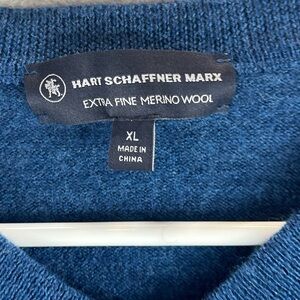 HART SCHAFFNER MARX
EXTRA FINE MERINO WOOL
XL
MADE IN
CHINA